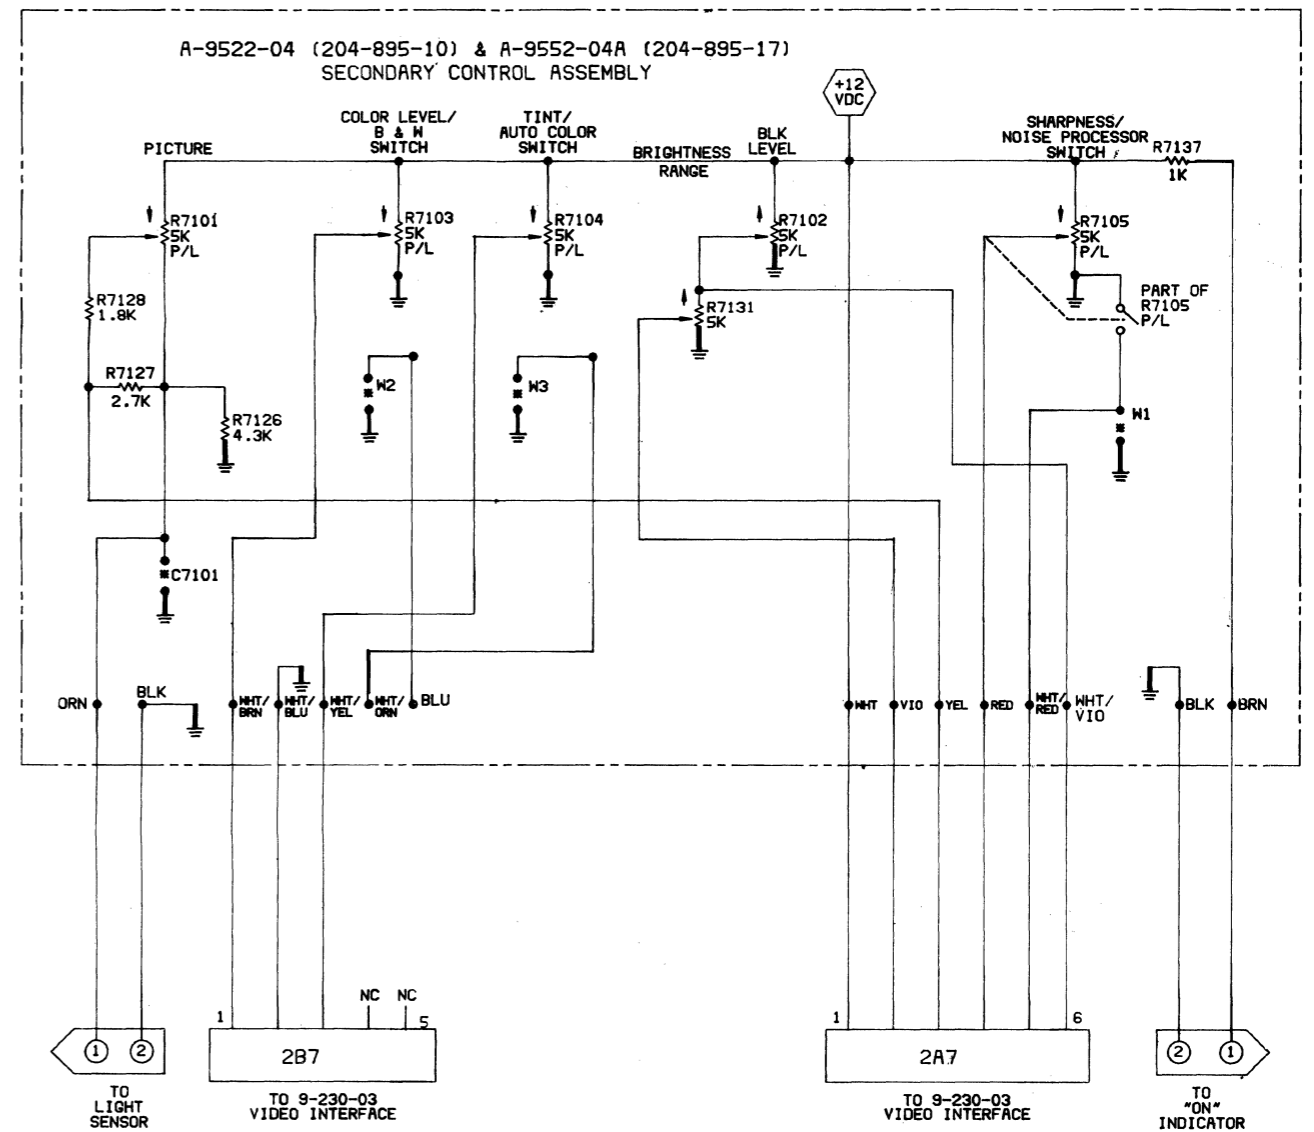 A-9522-04 (204-895-10) & A-9552-04A (204-895-17)
SECONDARY CONTROL ASSEMBLY
+12
VDC
PICTURE
COLOR LEVEL/
B & W
SWITCH
TINT/
AUTO COLOR
SWITCH
BRIGHTNESS
RANGE
BLK
LEVEL
SHARPNESS/
NOISE PROCESSOR
SWITCH
R7137
1K
R7101
5K
P/L
R7103
5K
P/L
R7104
5K
P/L
R7102
5K
P/L
R7105
5K
P/L
R7128
1.8K
R7131
5K
PART OF
R7105
P/L
R7127
2.7K
W2
W3
R7126
4.3K
W1
C7101
ORN
BLK
WHT/
BRN
WHT/
BLU
WHT/
YEL
WHT/
ORN
BLU
WHT
VIO
YEL
RED
WHT/
RED
WHT/
VIO
BLK
BRN
NC NC
1 5
1 6
1 2
2B7
2A7
2 1
TO
LIGHT
SENSOR
TO 9-230-03
VIDEO INTERFACE
TO 9-230-03
VIDEO INTERFACE
TO
"ON"
INDICATOR